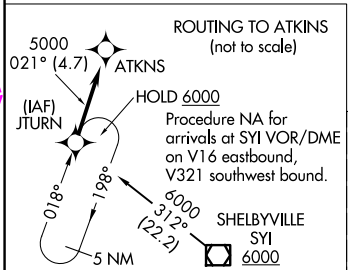 ROUTING TO ATKINS
(not to scale)
5000
021° (4.7)
ATKNS
(IAF)
JTURN
HOLD 6000
Procedure NA for
arrivals at SYI VOR/DME
on V16 eastbound,
V321 southwest bound.
018°
198°
6000
312°
(22.2)
5 NM
SHELBYVILLE
SYI
6000